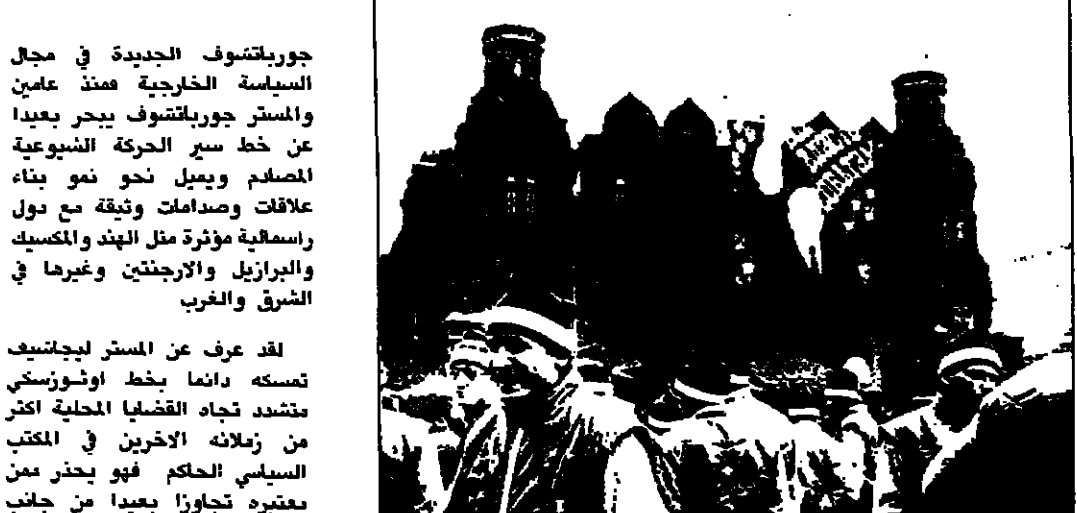 جورباتشوف الجديدة في مجال
السياسة الخارجية فمنذ عامين
والمستر جورباتشوف يبحر بعيدا
عن خط سير الحركة الشيوعية
المصادم ويميل نحو نمو بناء
علاقات وصدامات وثيقة مع دول
راسمالية مؤثرة مثل الهند والمكسيك
والبرازيل والارجنتين وغيرها في
الشرق والغرب
لقد عرف عن المستر ليجاشيف
تمسكه دائما بخط اوثوزسكي
متشدد تجاه القضايا المحلية اكثر
من زملائه الاخرين في المكتب
السياسي الحاكم فهو يحذر ممن
يعتبره تجاوزا بعيدا من جانب